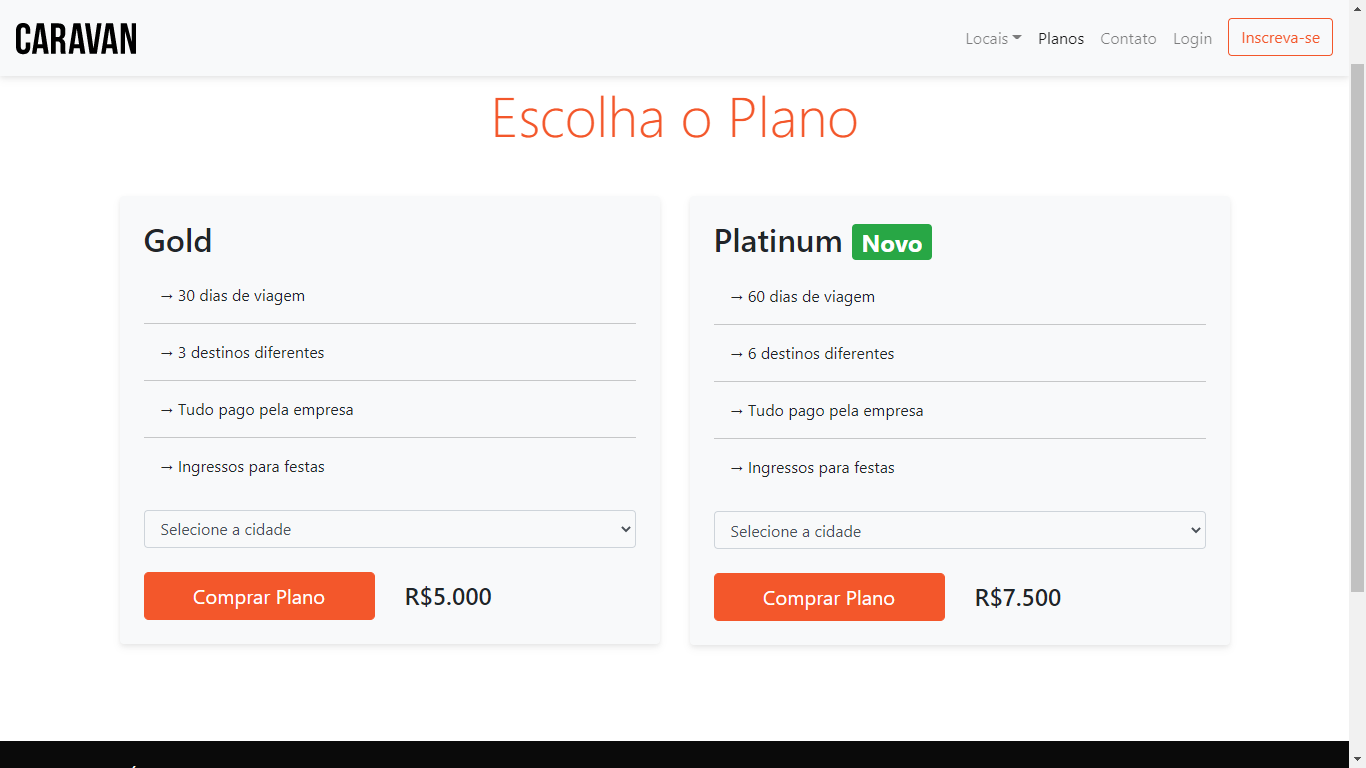 CARAVAN
Locais Planos Contato Login Inscreva-se
Escolha o Plano
Gold
→ 30 dias de viagem
→ 3 destinos diferentes
→ Tudo pago pela empresa
→ Ingressos para festas
Selecione a cidade
Comprar Plano R$5.000
Platinum Novo
→ 60 dias de viagem
→ 6 destinos diferentes
→ Tudo pago pela empresa
→ Ingressos para festas
Selecione a cidade
Comprar Plano R$7.500